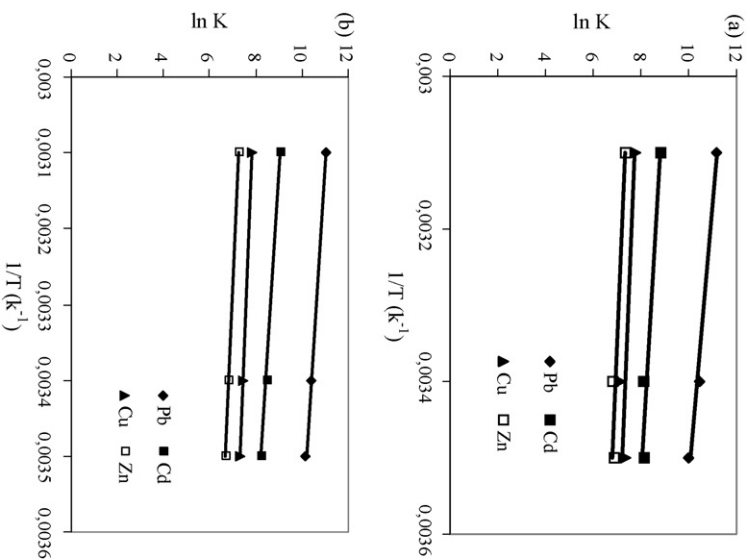 (a)
ln K
12
10
8
6
4
2
0
0,003
0,0032
0,0034
0,0036
1/T (k⁻¹)
Pb
Cd
Cu
Zn
(b)
ln K
12
10
8
6
4
2
0
0,003
0,0031
0,0032
0,0033
0,0034
0,0035
0,0036
1/T (k⁻¹)
Pb
Cd
Cu
Zn